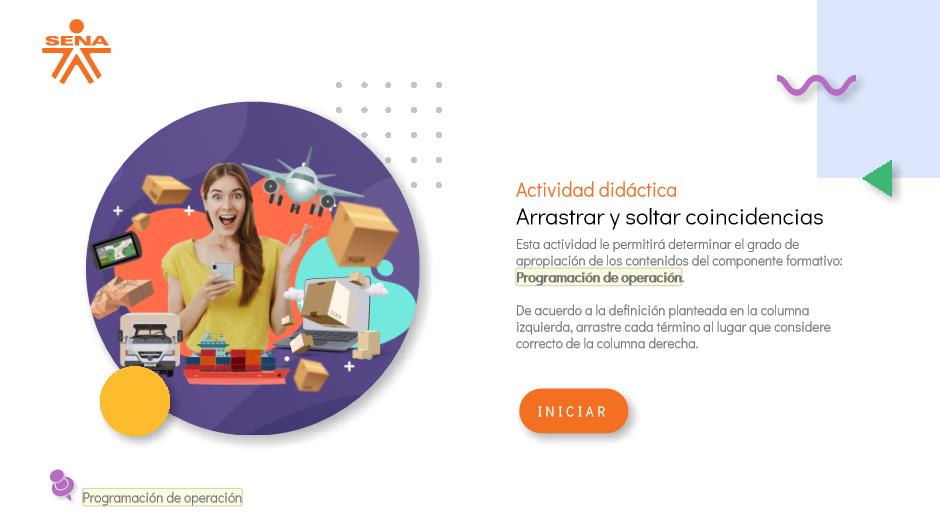 SENA
Actividad didáctica
Arrastrar y soltar coincidencias
Esta actividad le permitirá determinar el grado de
apropiación de los contenidos del componente formativo:
Programación de operación.
De acuerdo a la definición planteada en la columna
izquierda, arrastre cada término al lugar que considere
correcto de la columna derecha.
INICIAR
Programación de operación